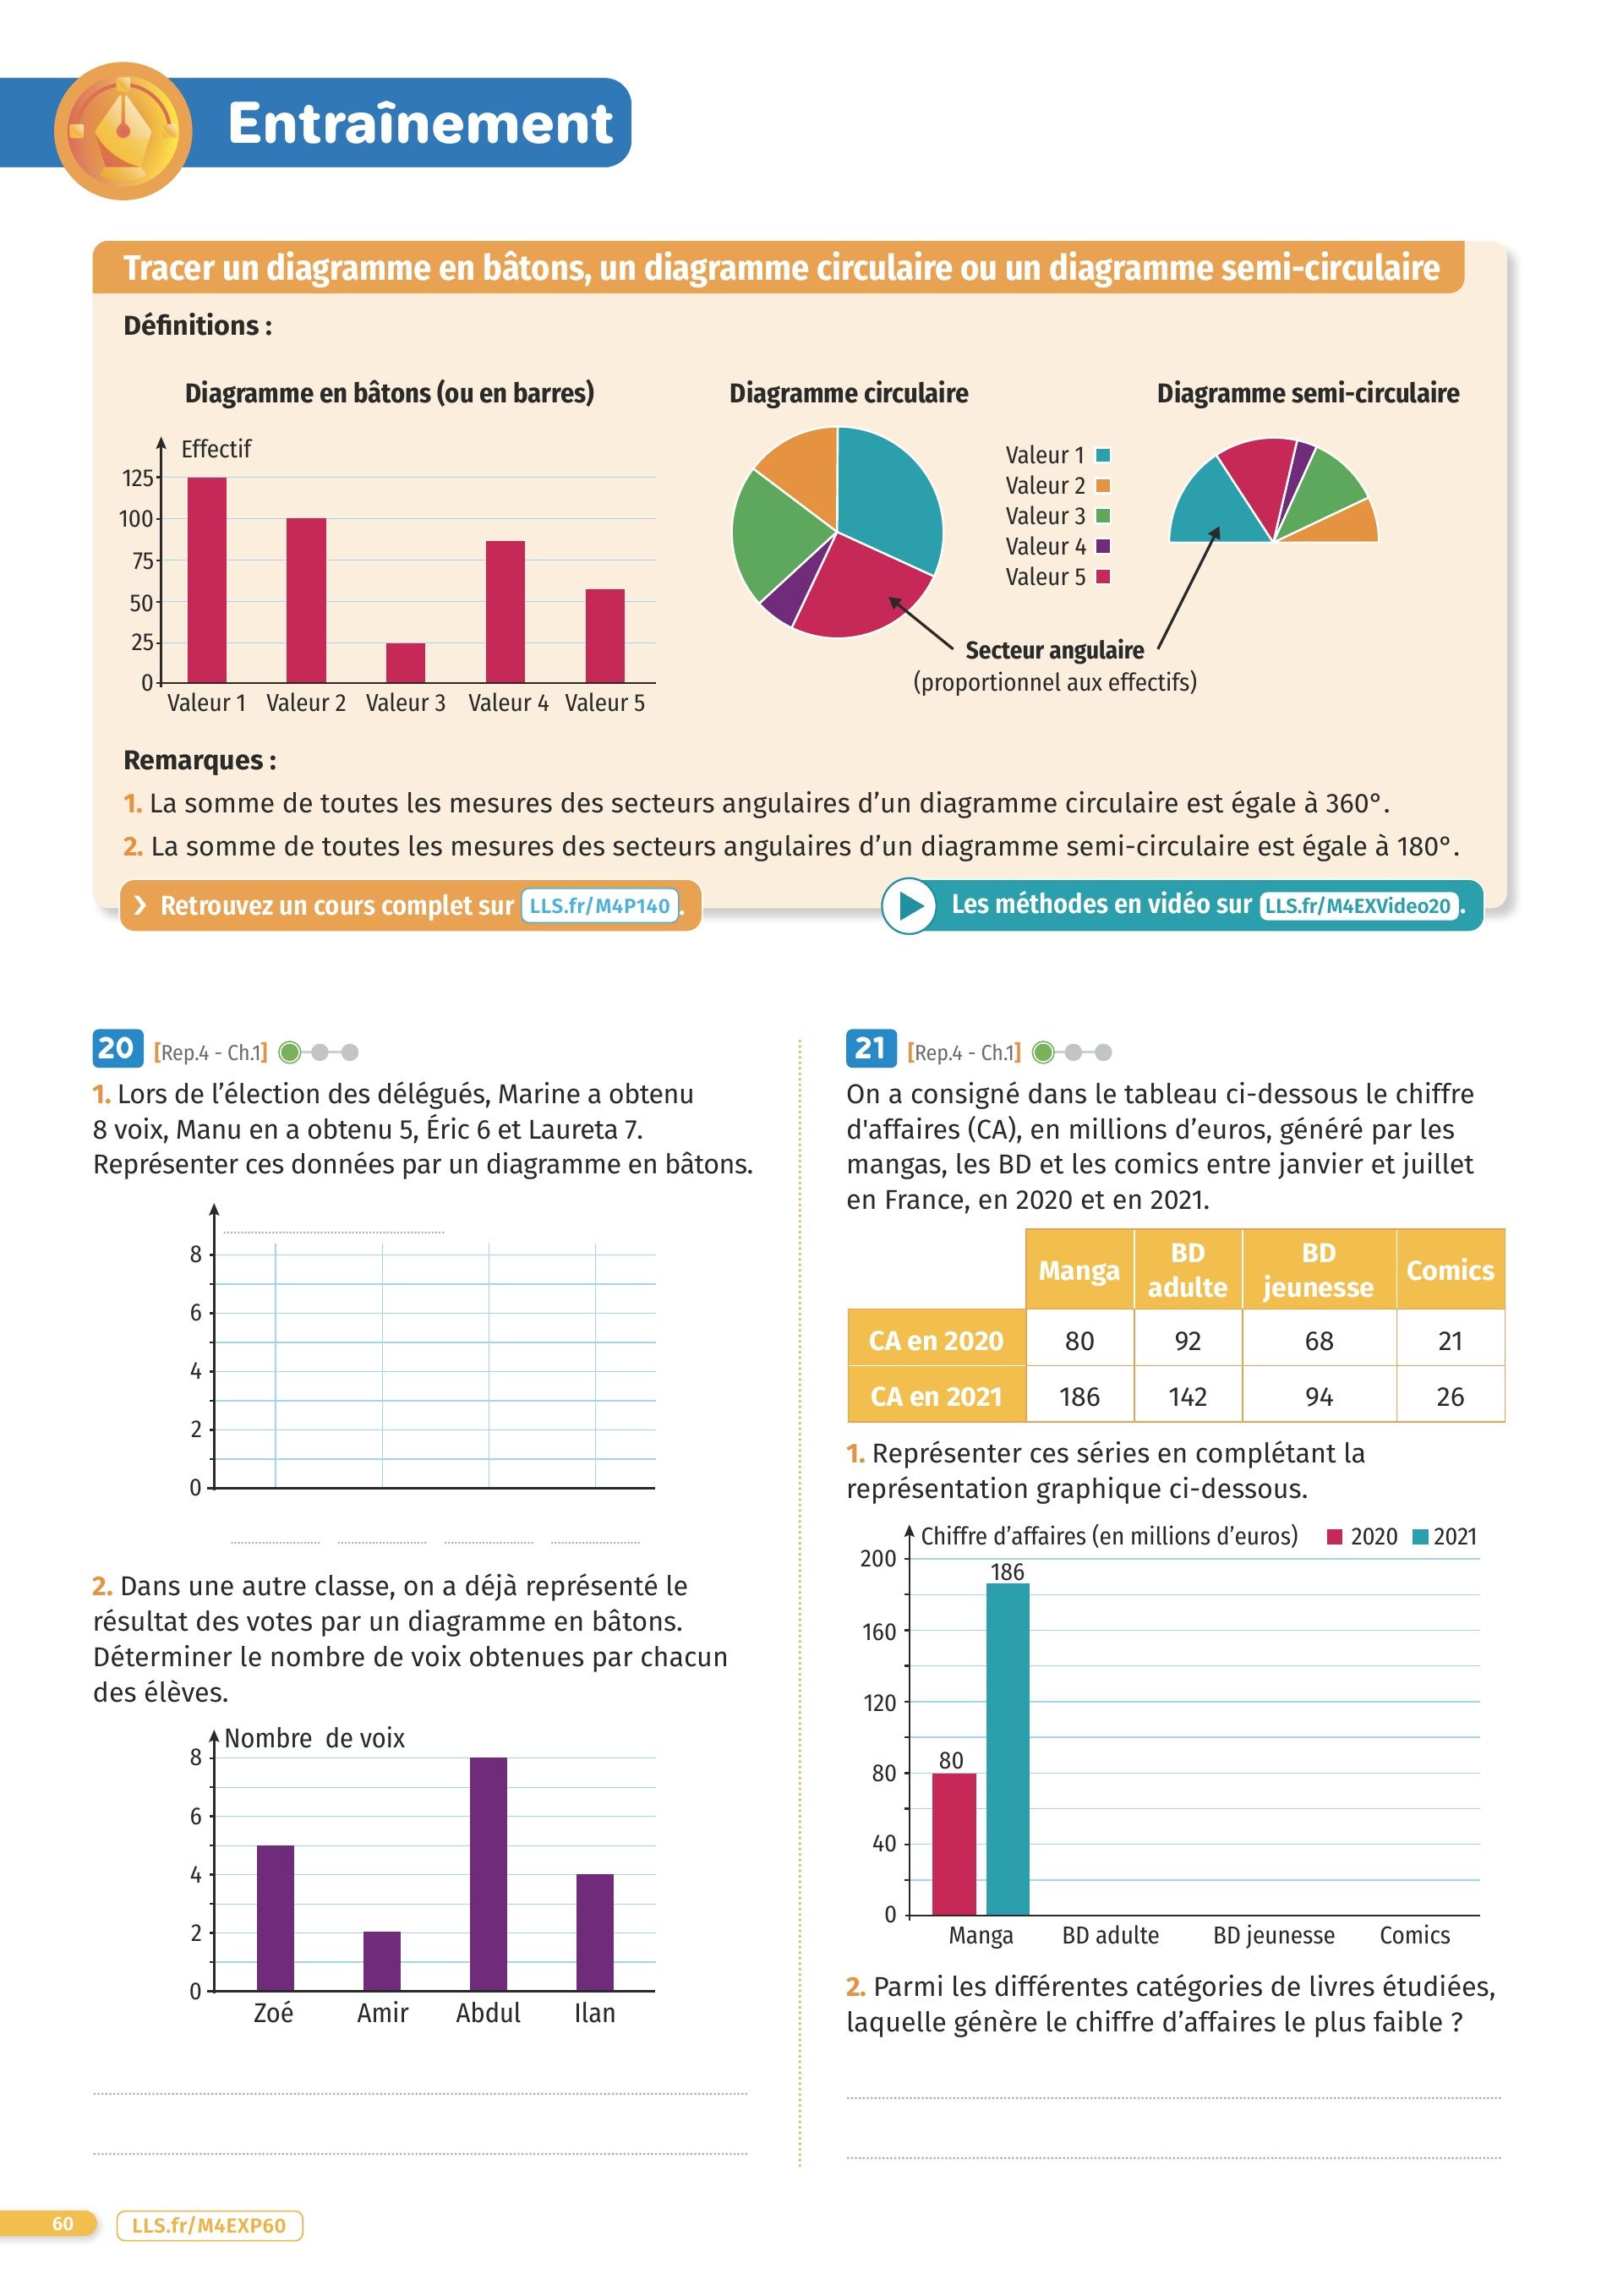 Entraînement
Tracer un diagramme en bâtons, un diagramme circulaire ou un diagramme semi-circulaire
Définitions :
Diagramme en bâtons (ou en barres)
Effectif
125
100
75
50
25
0
Valeur 1 Valeur 2 Valeur 3 Valeur 4 Valeur 5
Diagramme circulaire
Valeur 1
Valeur 2
Valeur 3
Valeur 4
Valeur 5
Diagramme semi-circulaire
Secteur angulaire
(proportionnel aux effectifs)
Remarques :
1. La somme de toutes les mesures des secteurs angulaires d’un diagramme circulaire est égale à 360°.
2. La somme de toutes les mesures des secteurs angulaires d’un diagramme semi-circulaire est égale à 180°.
❯ Retrouvez un cours complet sur LLS.fr/M4P140.
Les méthodes en vidéo sur LLS.fr/M4EXVideo20.
20 [Rep.4 - Ch.1]
1. Lors de l’élection des délégués, Marine a obtenu
8 voix, Manu en a obtenu 5, Éric 6 et Laureta 7.
Représenter ces données par un diagramme en bâtons.
8
6
4
2
0
2. Dans une autre classe, on a déjà représenté le
résultat des votes par un diagramme en bâtons.
Déterminer le nombre de voix obtenues par chacun
des élèves.
Nombre de voix
8
6
4
2
0
Zoé Amir Abdul Ilan
21 [Rep.4 - Ch.1]
On a consigné dans le tableau ci-dessous le chiffre
d'affaires (CA), en millions d’euros, généré par les
mangas, les BD et les comics entre janvier et juillet
en France, en 2020 et en 2021.
Manga BD adulte BD jeunesse Comics
CA en 2020 80 92 68 21
CA en 2021 186 142 94 26
1. Représenter ces séries en complétant la
représentation graphique ci-dessous.
Chiffre d’affaires (en millions d’euros) 2020 2021
200
186
160
120
80
80
40
0
Manga BD adulte BD jeunesse Comics
2. Parmi les différentes catégories de livres étudiées,
laquelle génère le chiffre d’affaires le plus faible ?
60
LLS.fr/M4EXP60